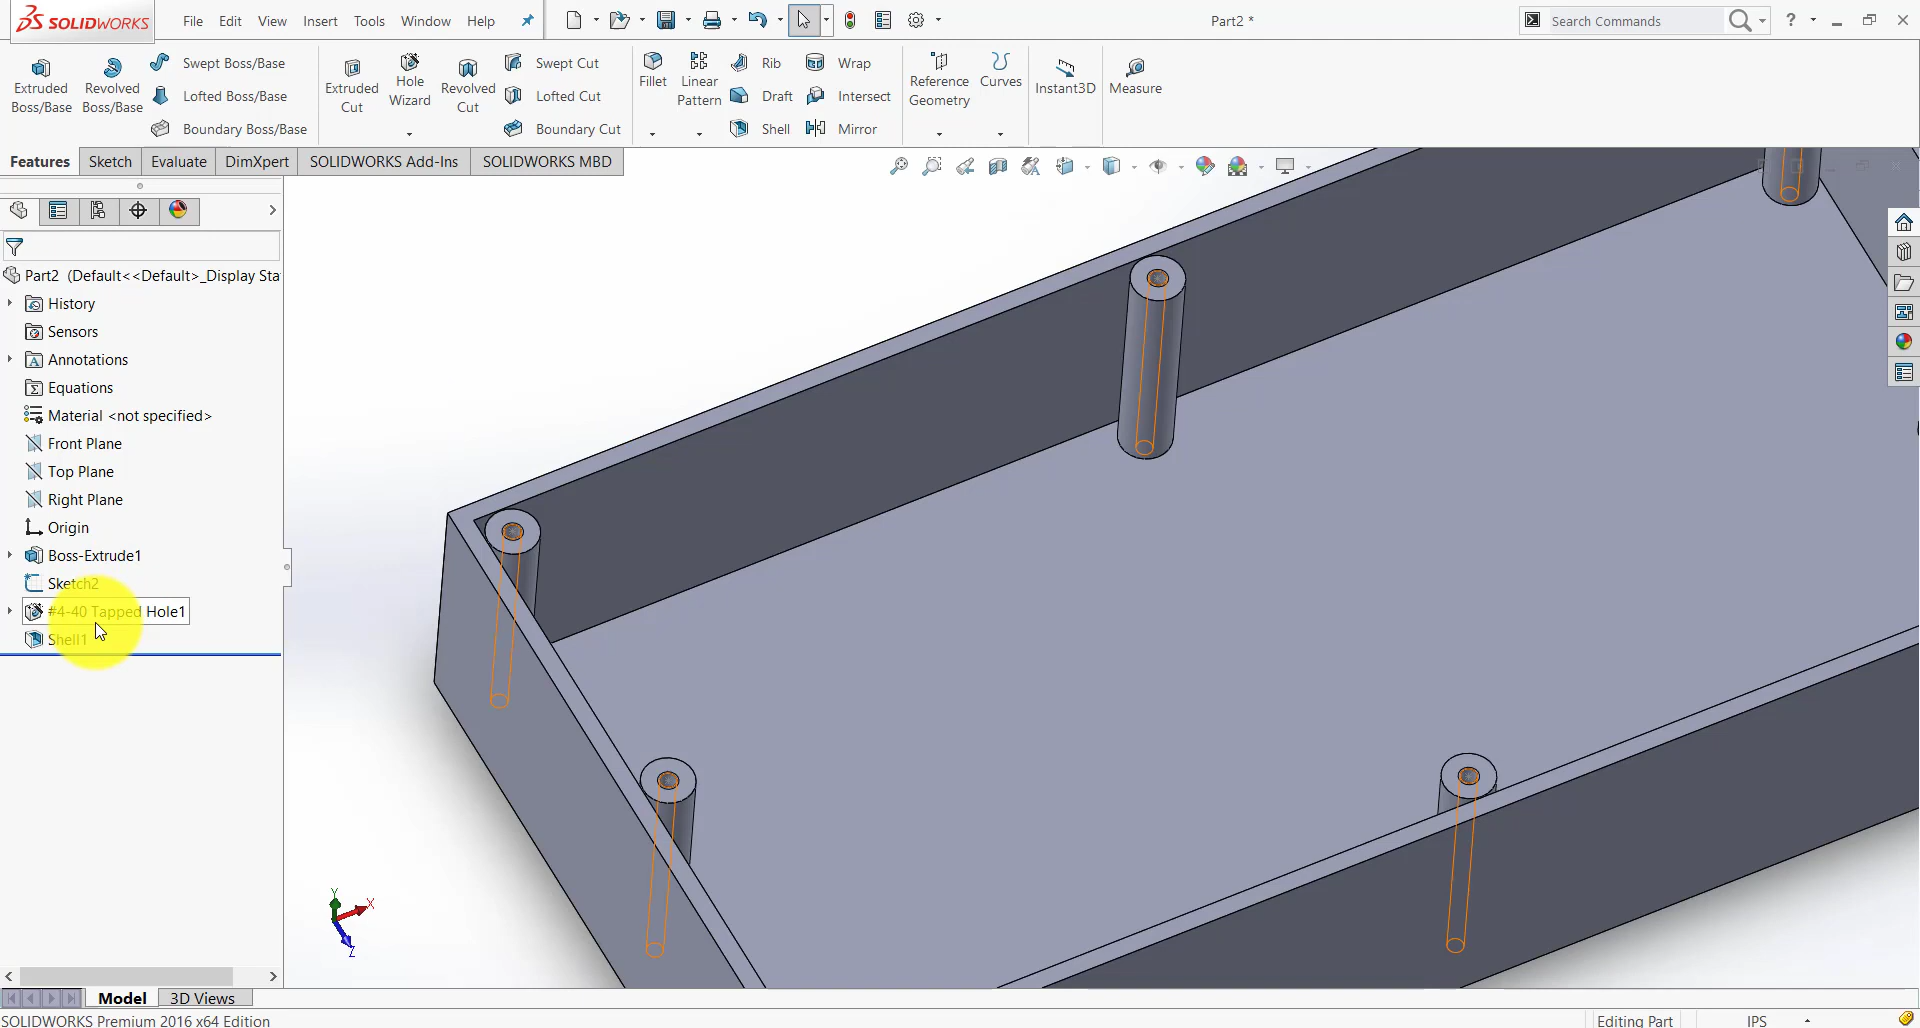 SOLIDWORKS
File Edit View Insert Tools Window Help
Part2 *
Search Commands
?
Extruded Boss/Base
Revolved Boss/Base
Swept Boss/Base
Lofted Boss/Base
Boundary Boss/Base
Extruded Cut
Hole Wizard
Revolved Cut
Swept Cut
Lofted Cut
Boundary Cut
Fillet
Linear Pattern
Rib
Draft
Shell
Wrap
Intersect
Mirror
Reference Geometry
Curves
Instant3D
Measure
Features Sketch Evaluate DimXpert SOLIDWORKS Add-Ins SOLIDWORKS MBD
Part2 (Default<<Default>_Display Sta
History
Sensors
Annotations
Equations
Material <not specified>
Front Plane
Top Plane
Right Plane
Origin
Boss-Extrude1
Sketch2
#4-40 Tapped Hole1
Shell1
Y
X
Z
Model 3D Views
SOLIDWORKS Premium 2016 x64 Edition
Editing Part
IPS